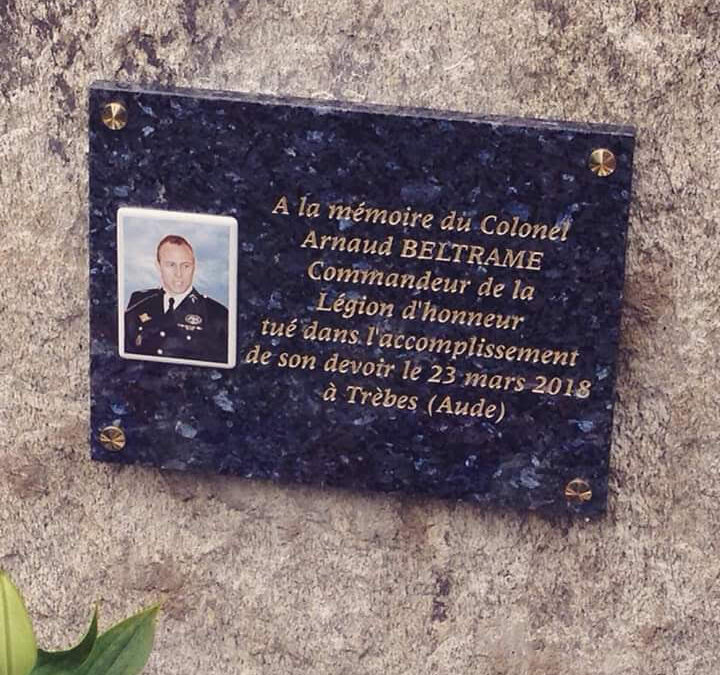 A la mémoire du Colonel
Arnaud BELTRAME
Commandeur de la
Légion d'honneur
tué dans l'accomplissement
de son devoir le 23 mars 2018
à Trèbes (Aude)